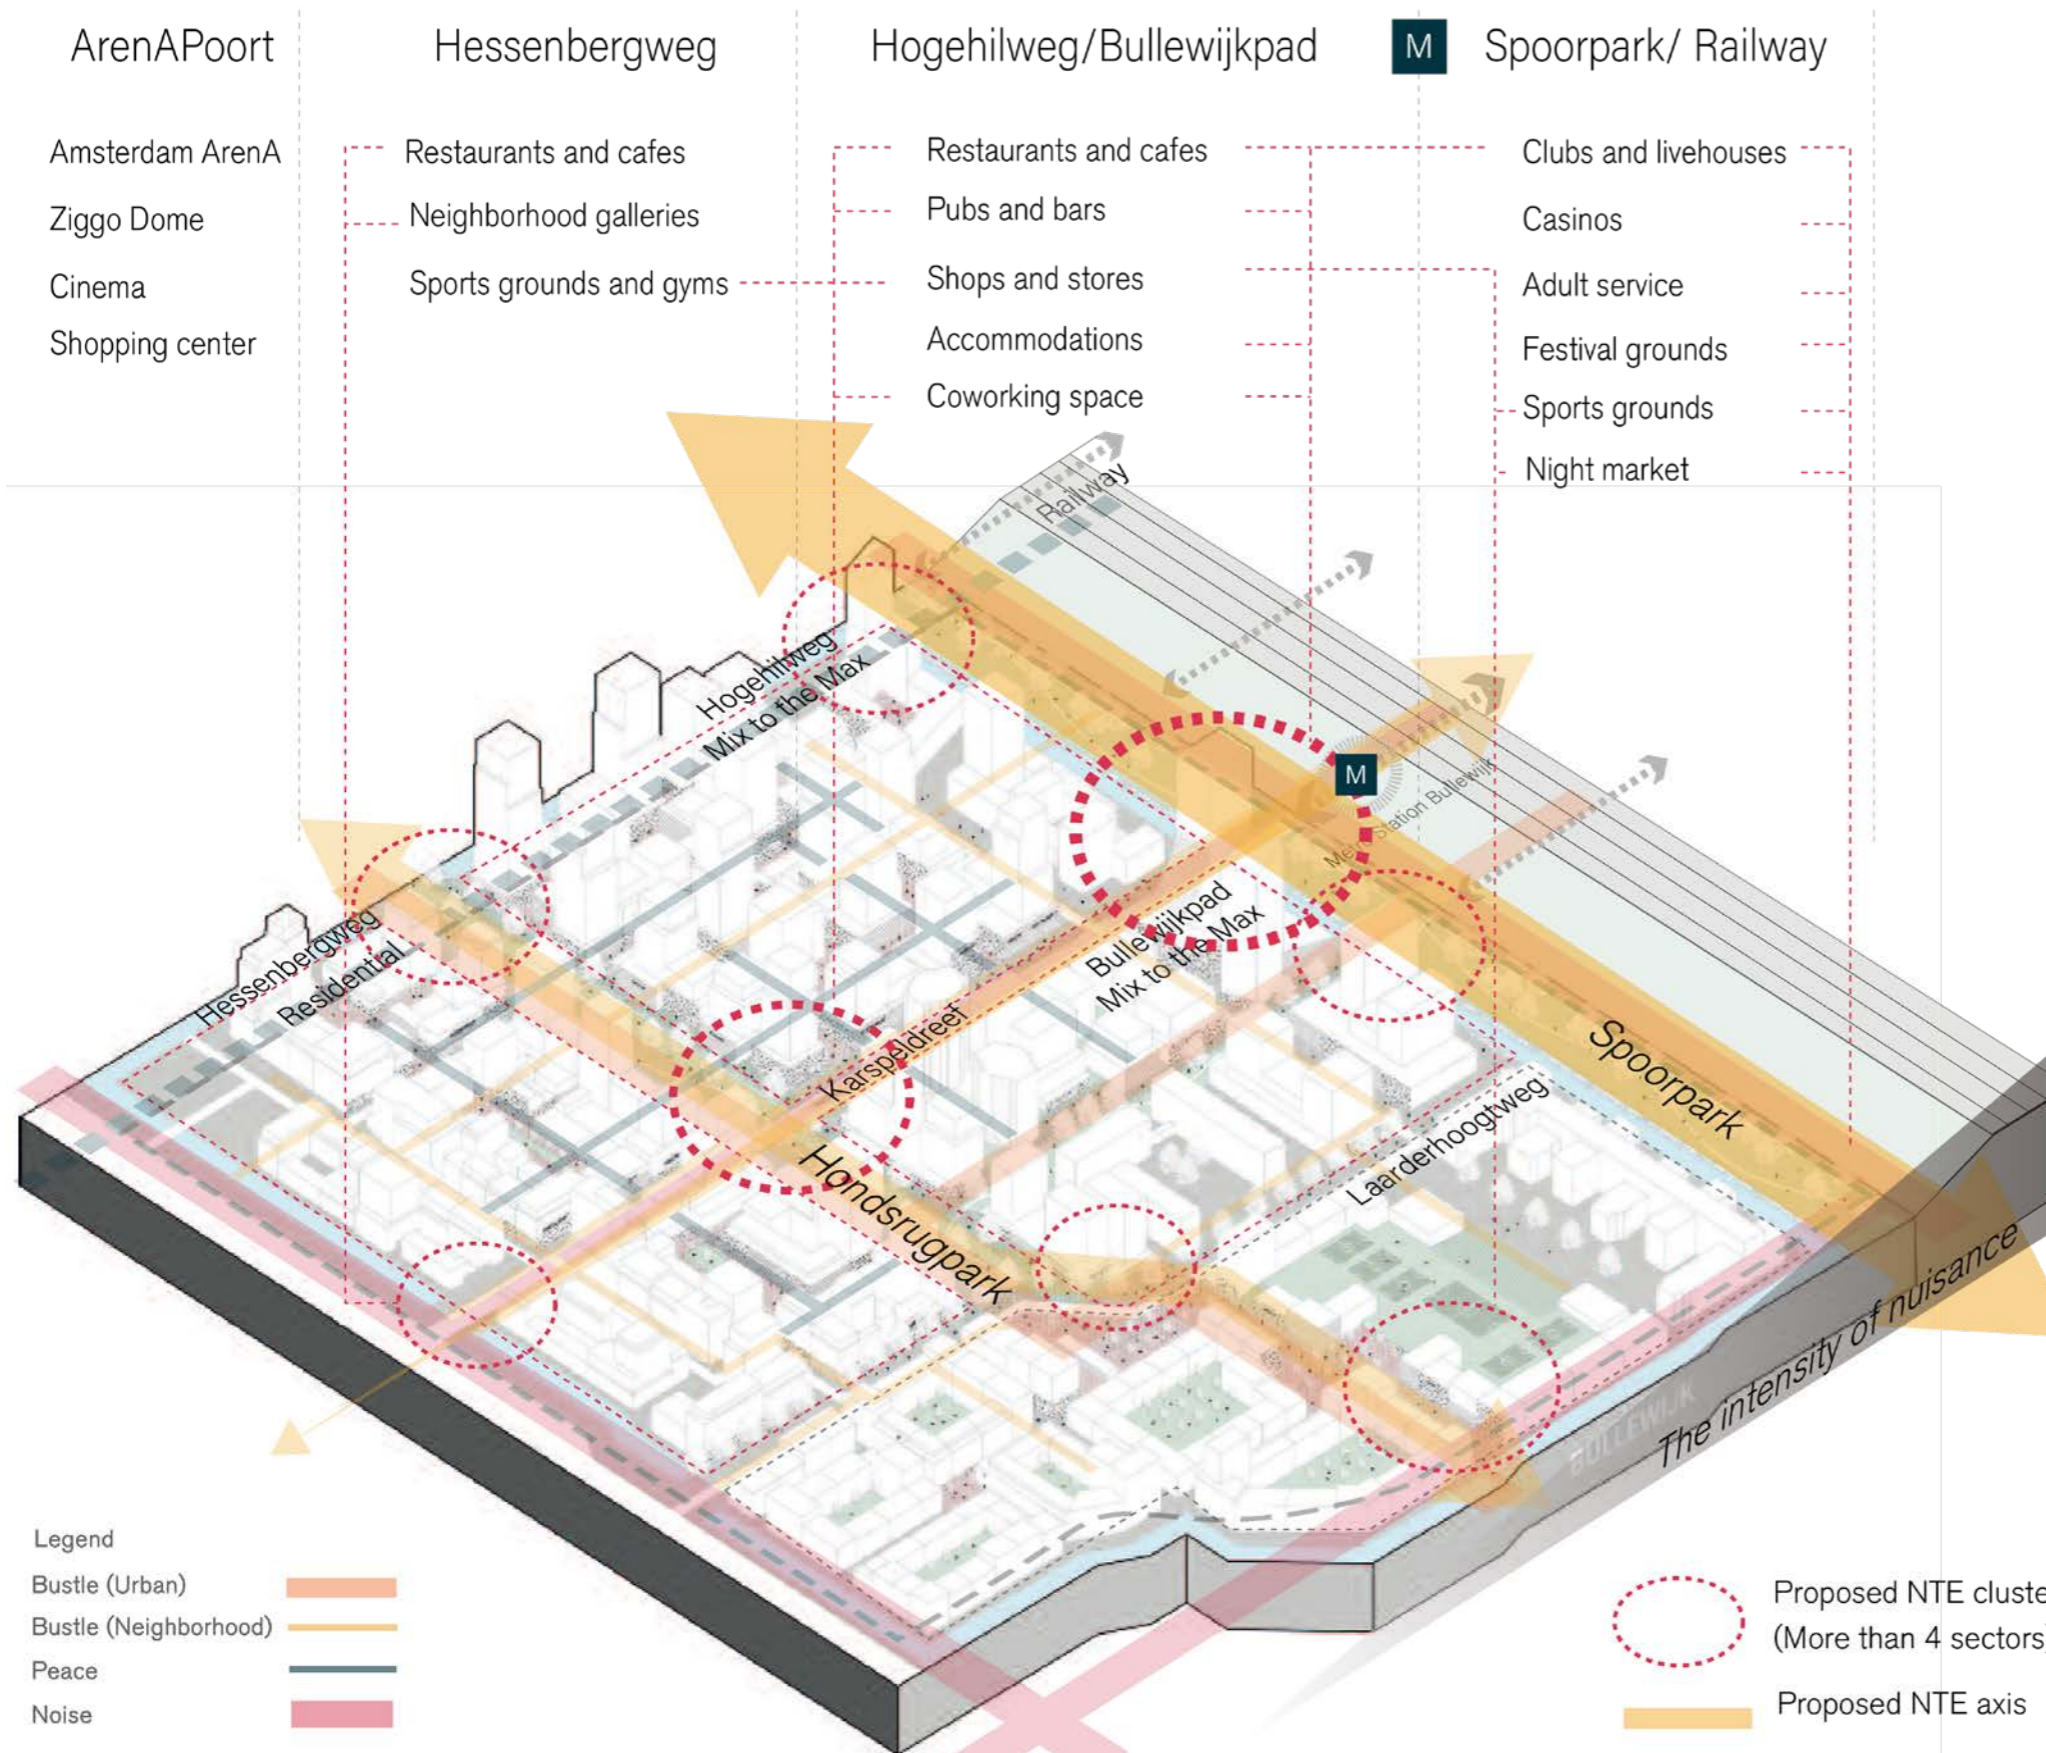 ArenAPoort
Hessenbergweg
Hogehilweg/Bullewijkpad
M
Spoorpark/ Railway
Amsterdam ArenA
Ziggo Dome
Cinema
Shopping center
Restaurants and cafes
Neighborhood galleries
Sports grounds and gyms
Restaurants and cafes
Pubs and bars
Shops and stores
Accommodations
Coworking space
Clubs and livehouses
Casinos
Adult service
Festival grounds
Sports grounds
Night market
Railway
Hogehilweg
Mix to the Max
M
Metro Station Bullewijk
Hessenbergweg
Residential
Bullewijkpad
Mix to the Max
Karspeldreef
Spoorpark
Laarderhoogtweg
Hondsrugpark
The intensity of nuisance
BULLEWIJK
Legend
Bustle (Urban)
Bustle (Neighborhood)
Peace
Noise
Proposed NTE cluste
(More than 4 sectors)
Proposed NTE axis